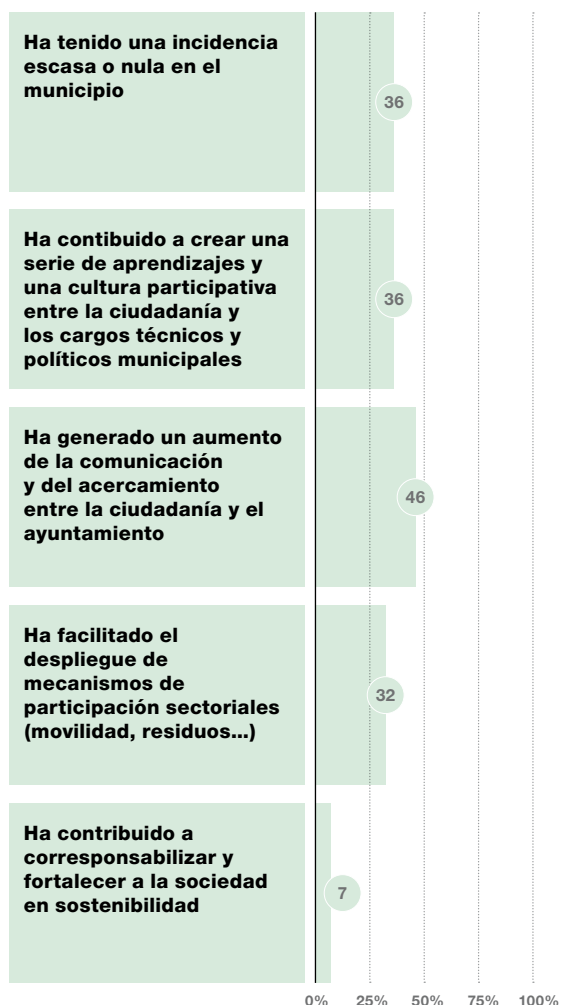 Ha tenido una incidencia
escasa o nula en el
municipio
36
Ha contibuido a crear una
serie de aprendizajes y
una cultura participativa
entre la ciudadanía y
los cargos técnicos y
políticos municipales
36
Ha generado un aumento
de la comunicación
y del acercamiento
entre la ciudadanía y el
ayuntamiento
46
Ha facilitado el
despliegue de
mecanismos de
participación sectoriales
(movilidad, residuos...)
32
Ha contribuido a
corresponsabilizar y
fortalecer a la sociedad
en sostenibilidad
7
0% 25% 50% 75% 100%